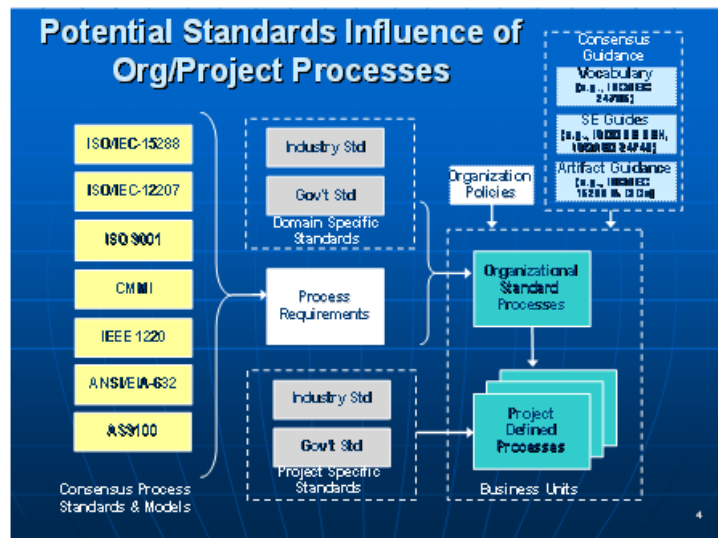 Potential Standards Influence of
Org/Project Processes
Consensus
Guidance
Vocabulary
SE Guides
Artifact Guidance
ISO/IEC-15288
ISO/IEC-12207
ISO 9001
CMMI
IEEE 1220
ANSI/EIA-632
AS9100
Consensus Process
Standards & Models
Industry Std
Gov't Std
Domain Specific
Standards
Process
Requirements
Industry Std
Gov't Std
Project Specific
Standards
Organization
Policies
Organizational
Standard
Processes
Project
Defined
Processes
Business Units
4